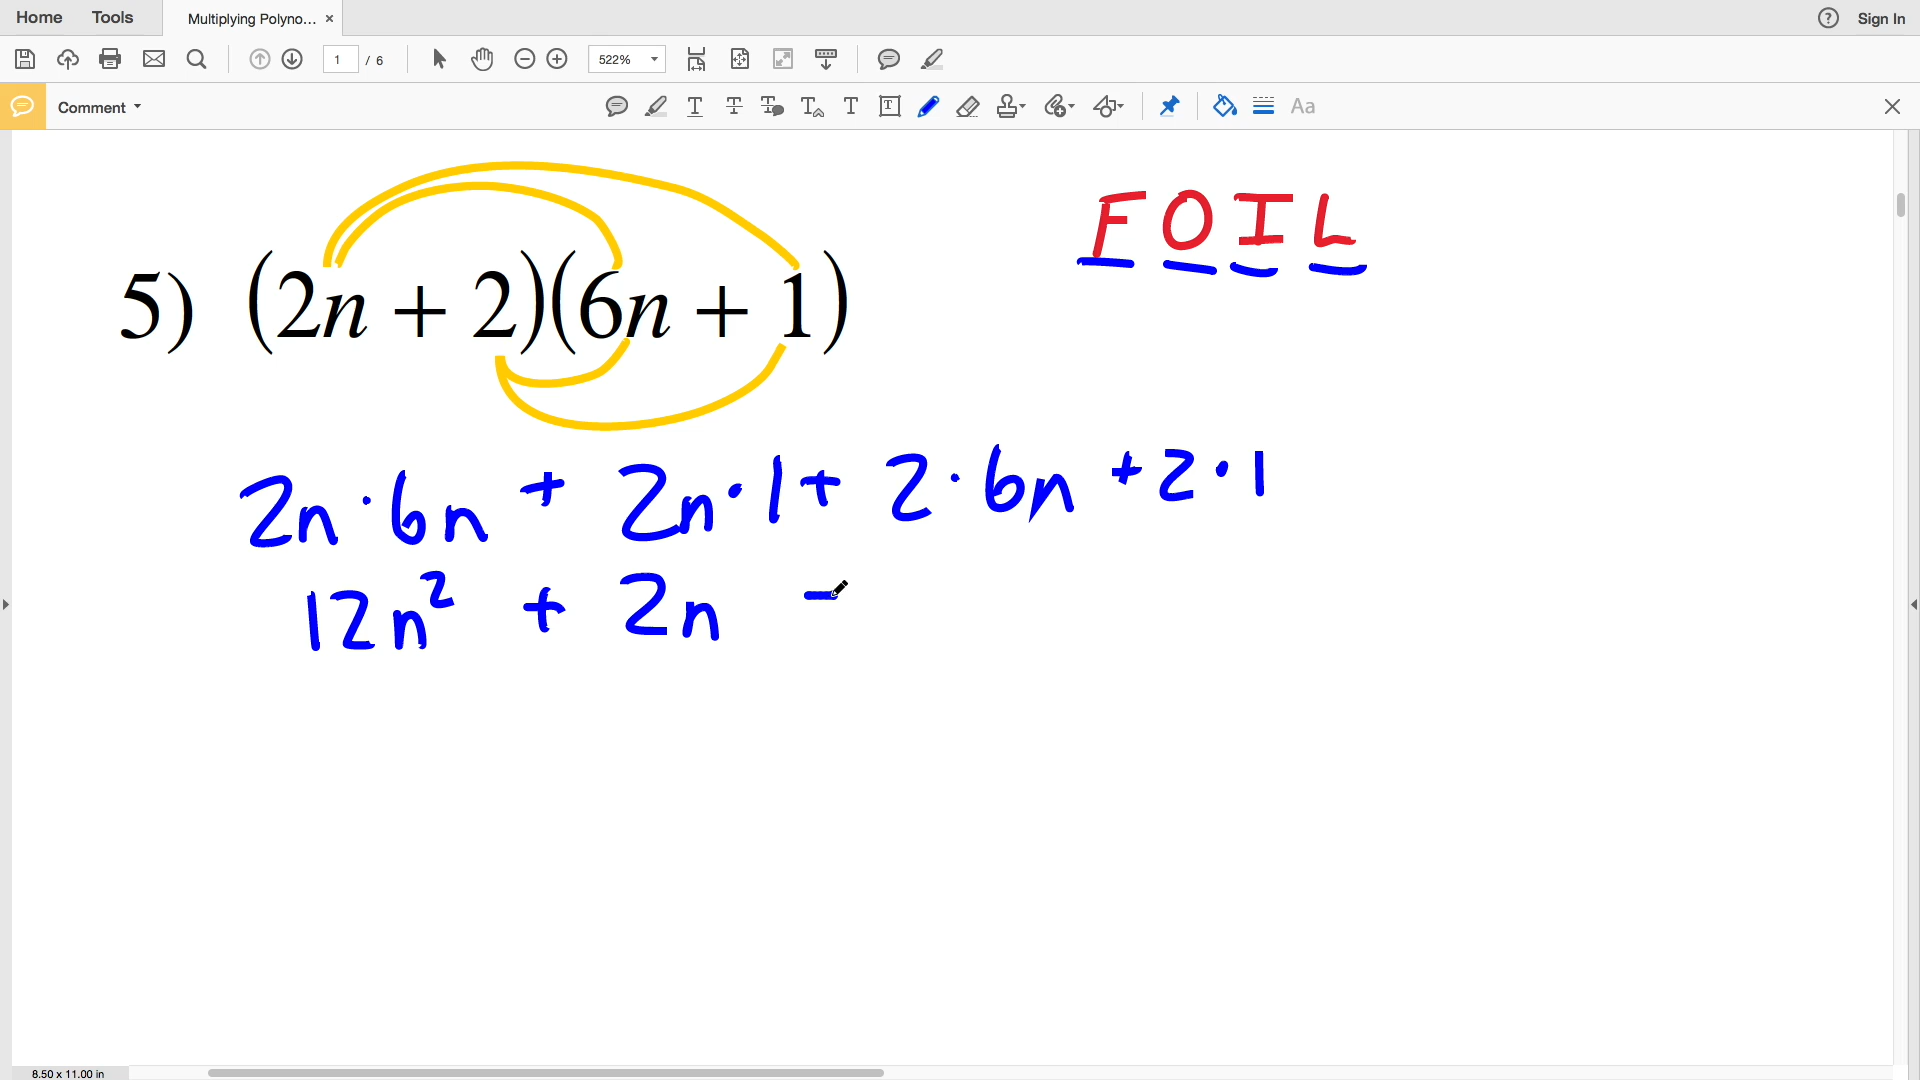 Home Tools Multiplying Polyno... × ? Sign In
1 / 6 522%
Comment T T T T T T Aa
F O I L
5) (2n + 2)(6n + 1)
2n · 6n + 2n · 1 + 2 · 6n + 2 · 1
12n² + 2n −
8.50 x 11.00 in